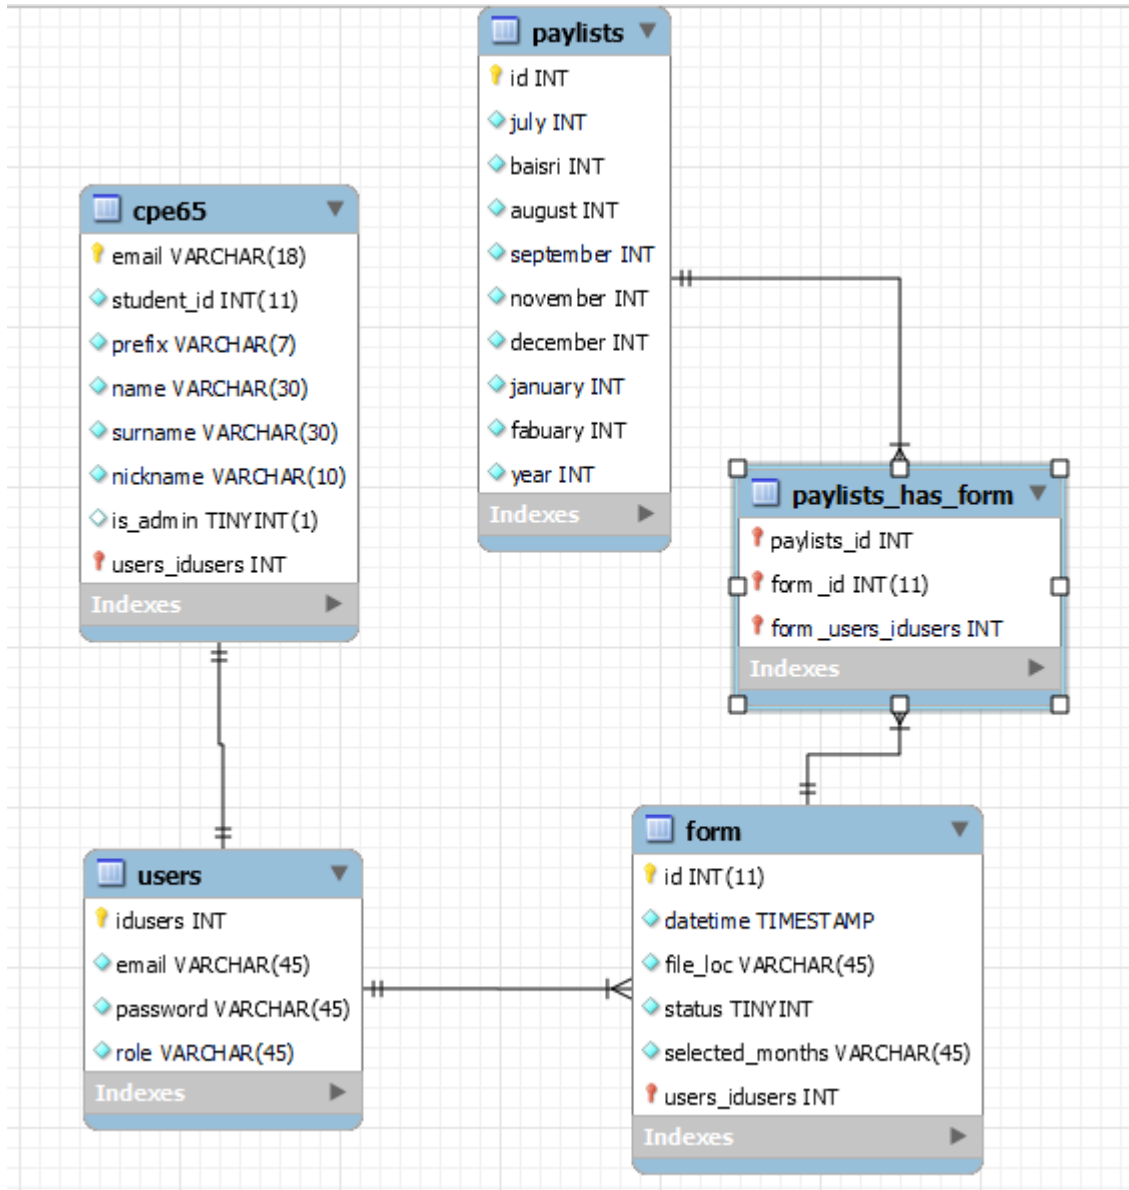 paylists
id INT
july INT
baisri INT
august INT
september INT
november INT
december INT
january INT
fabuary INT
year INT
Indexes
cpe65
email VARCHAR(18)
student_id INT(11)
prefix VARCHAR(7)
name VARCHAR(30)
surname VARCHAR(30)
nickname VARCHAR(10)
is_admin TINYINT(1)
users_idusers INT
Indexes
paylists_has_form
paylists_id INT
form_id INT(11)
form_users_idusers INT
Indexes
users
idusers INT
email VARCHAR(45)
password VARCHAR(45)
role VARCHAR(45)
Indexes
form
id INT(11)
datetime TIMESTAMP
file_loc VARCHAR(45)
status TINYINT
selected_months VARCHAR(45)
users_idusers INT
Indexes